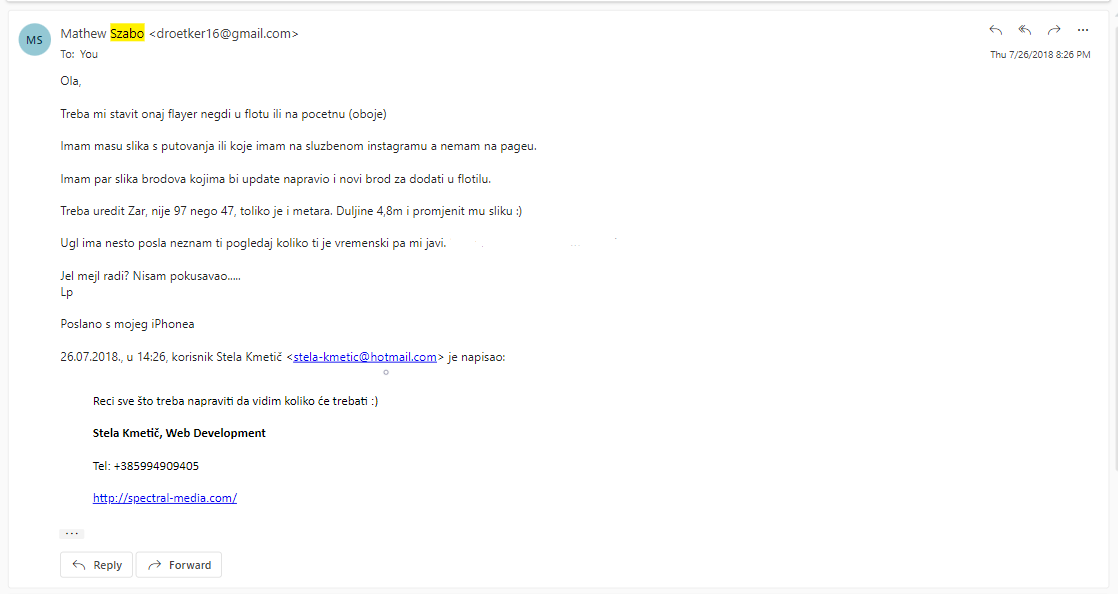 MS
Mathew Szabo <droetker16@gmail.com>
To: You
Thu 7/26/2018 8:26 PM
Ola,
Treba mi stavit onaj flayer negdi u flotu ili na pocetnu (oboje)
Imam masu slika s putovanja ili koje imam na sluzbenom instagramu a nemam na pageu.
Imam par slika brodova kojima bi update napravio i novi brod za dodati u flotilu.
Treba uredit Zar, nije 97 nego 47, toliko je i metara. Duljine 4,8m i promjenit mu sliku :)
Ugl ima nesto posla neznam ti pogledaj koliko ti je vremenski pa mi javi.
Jel mejl radi? Nisam pokusavao.....
Lp
Poslano s mojeg iPhonea
26.07.2018., u 14:26, korisnik Stela Kmetič <stela-kmetic@hotmail.com> je napisao:
Reci sve što treba napraviti da vidim koliko će trebati :)
Stela Kmetič, Web Development
Tel: +385994909405
http://spectral-media.com/
...
Reply
Forward